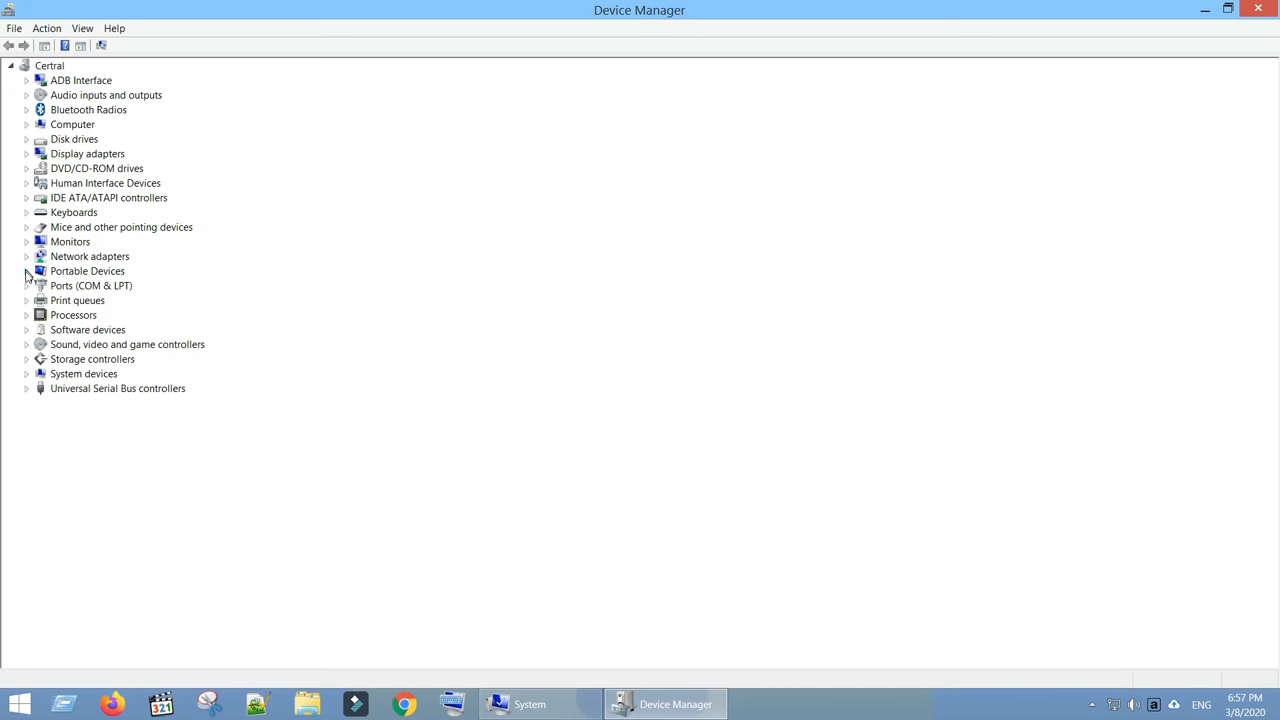 Device Manager
File Action View Help
Certral
ADB Interface
Audio inputs and outputs
Bluetooth Radios
Computer
Disk drives
Display adapters
DVD/CD-ROM drives
Human Interface Devices
IDE ATA/ATAPI controllers
Keyboards
Mice and other pointing devices
Monitors
Network adapters
Portable Devices
Ports (COM & LPT)
Print queues
Processors
Software devices
Sound, video and game controllers
Storage controllers
System devices
Universal Serial Bus controllers
321 System Device Manager a ENG 6:57 PM
3/8/2020